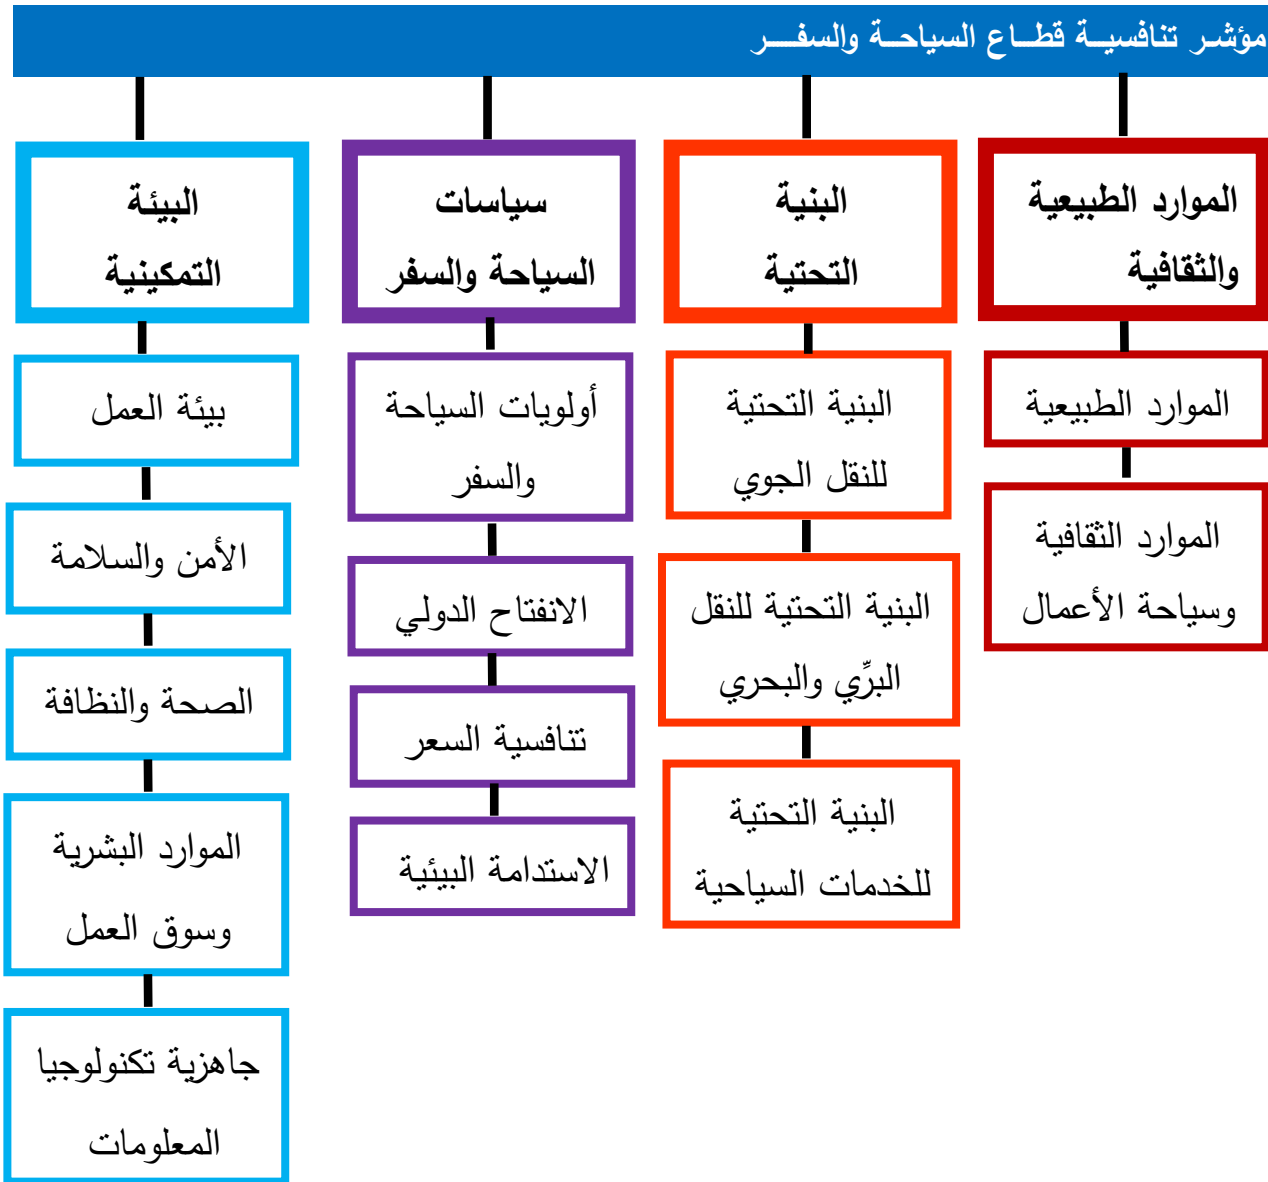 مؤشر تنافسية قطاع السياحة والسفر
الموارد الطبيعية
والثقافية
الموارد الطبيعية
الموارد الثقافية
وسياحة الأعمال
البنية
التحتية
البنية التحتية
للنقل الجوي
البنية التحتية للنقل
البرِّي والبحري
البنية التحتية
للخدمات السياحية
سياسات
السياحة والسفر
أولويات السياحة
والسفر
الانفتاح الدولي
تنافسية السعر
الاستدامة البيئية
البيئة
التمكينية
بيئة العمل
الأمن والسلامة
الصحة والنظافة
الموارد البشرية
وسوق العمل
جاهزية تكنولوجيا
المعلومات